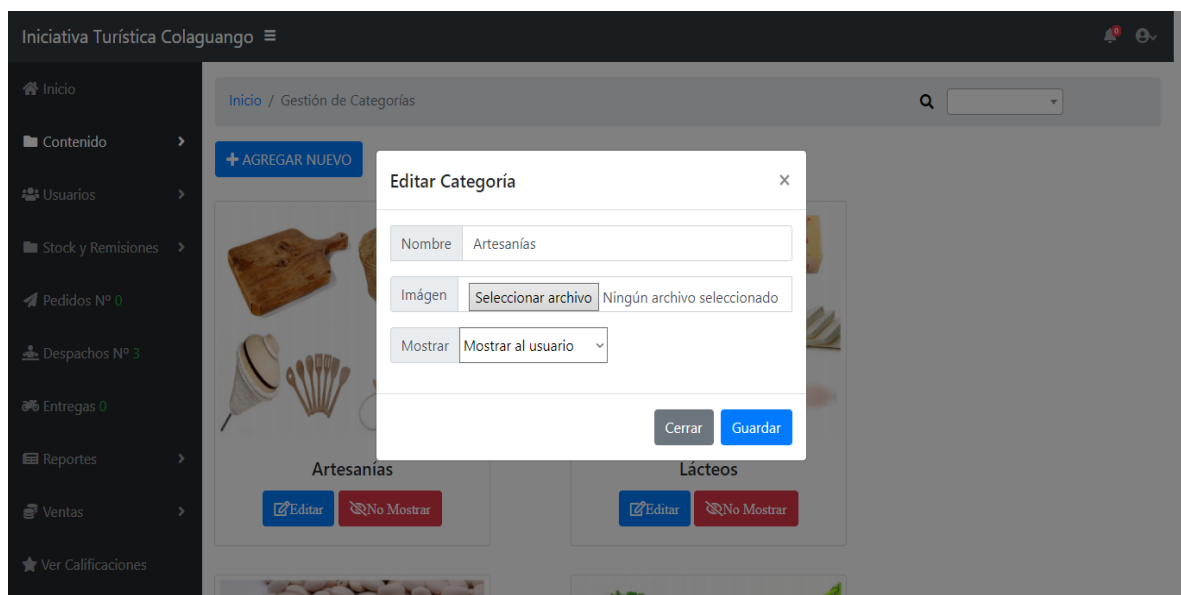 Iniciativa Turística Colaguango
0
Inicio
Inicio / Gestión de Categorías
Contenido
AGREGAR NUEVO
Usuarios
Stock y Remisiones
Pedidos Nº 0
Despachos Nº 3
Entregas 0
Reportes
Ventas
Ver Calificaciones
Editar Categoría ×
Nombre Artesanías
Imágen Seleccionar archivo Ningún archivo seleccionado
Mostrar Mostrar al usuario
Cerrar Guardar
Artesanías
Editar No Mostrar
Lácteos
Editar No Mostrar